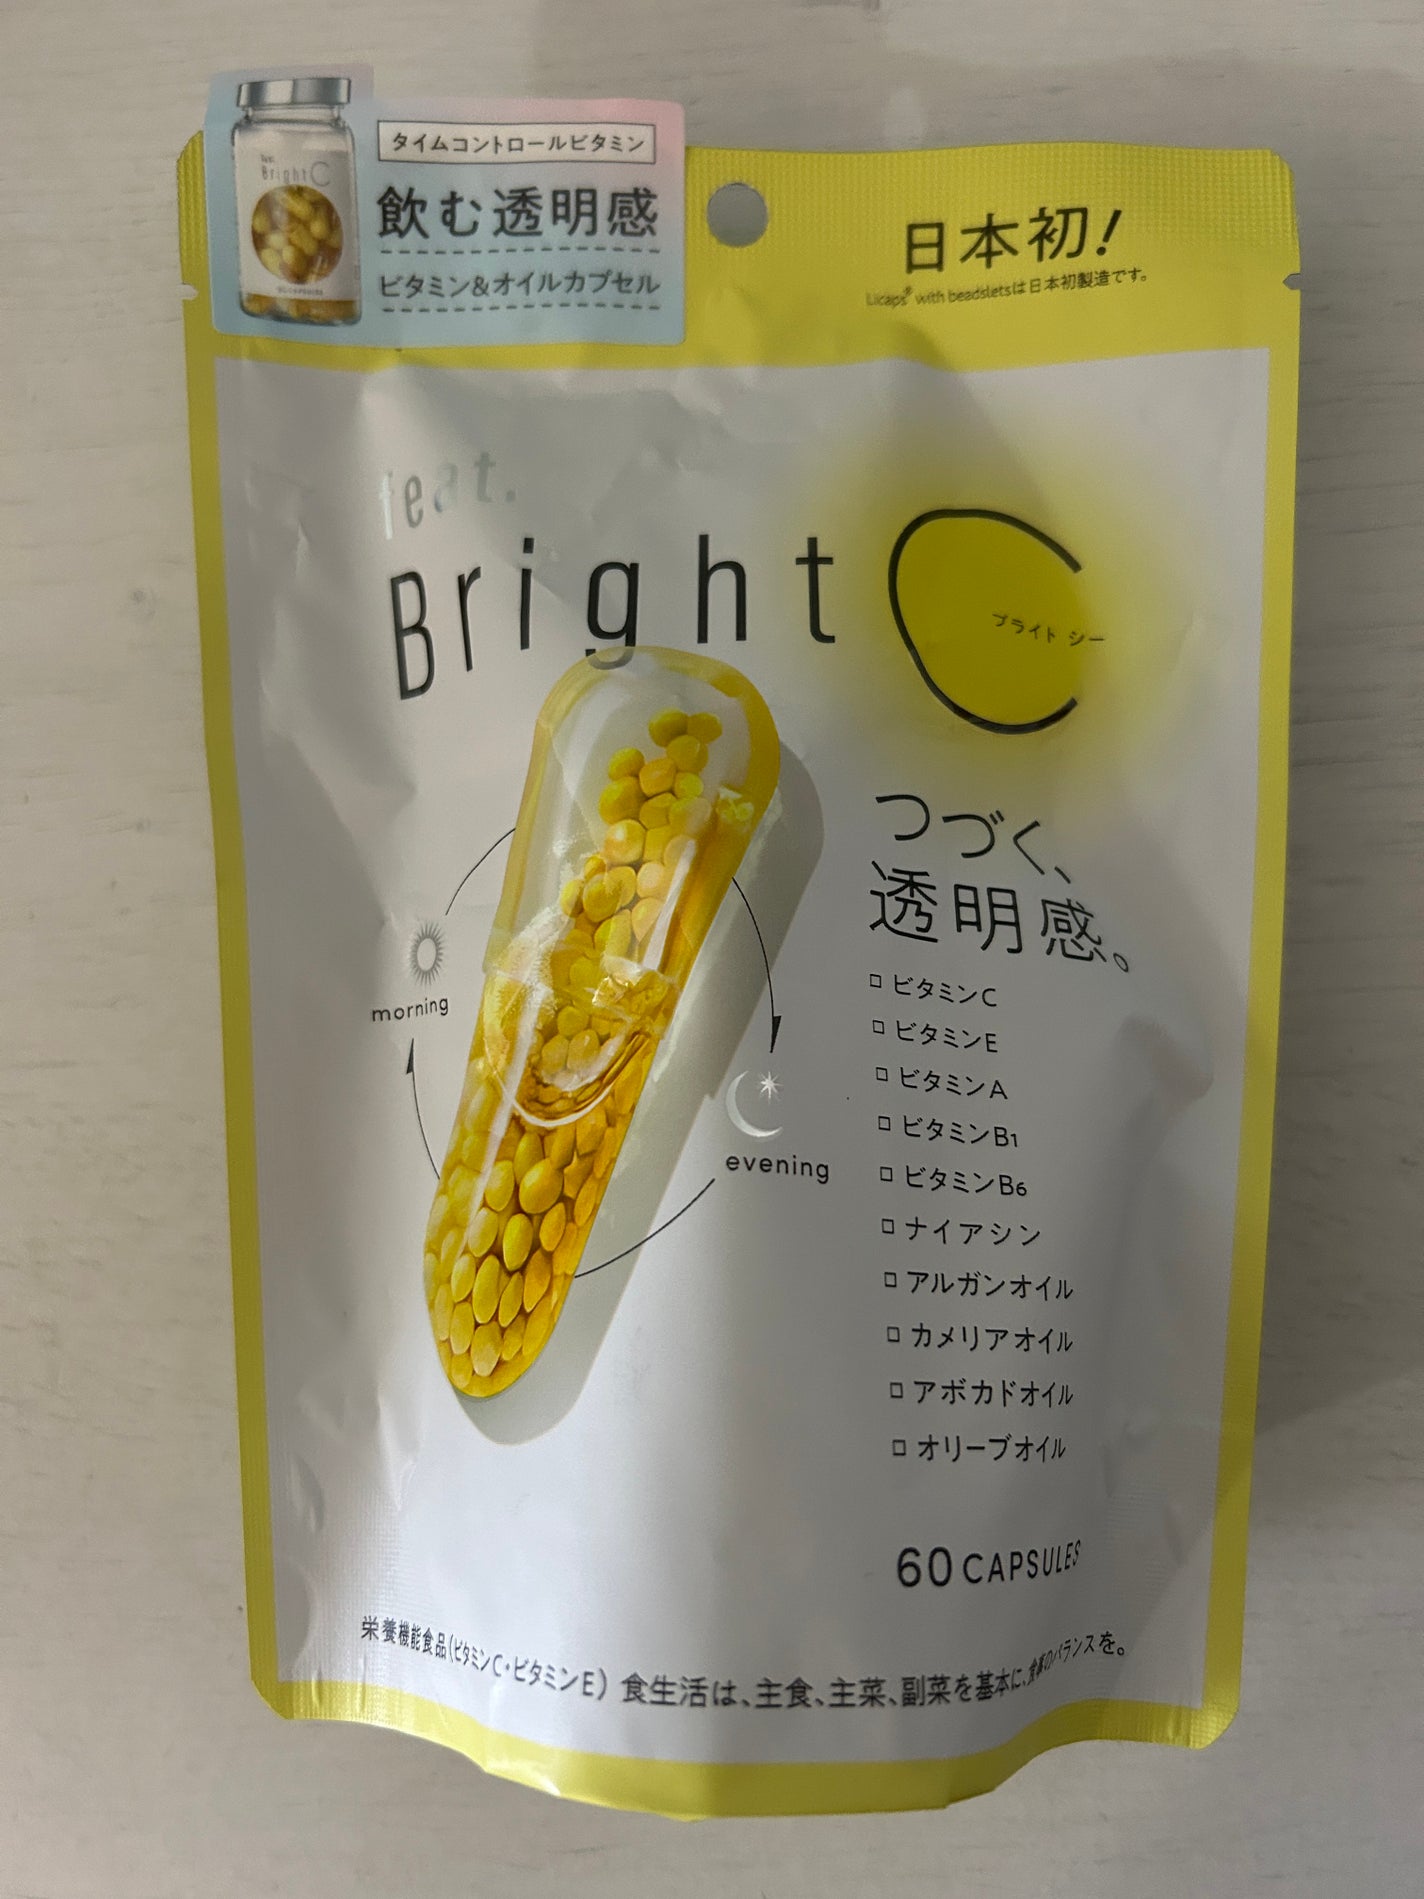 タイムコントロールビタミン
飲む透明感
ビタミン&オイルカプセル
feat.
BrightC
60 CAPSULES
日本初!
Licaps® with beadsletsは日本初製造です。
feat.
BrightC
ブライト シー
つづく、
透明感。
ビタミンC
ビタミンE
ビタミンA
ビタミンB1
ビタミンB6
ナイアシン
アルガンオイル
カメリアオイル
アボカドオイル
オリーブオイル
morning
evening
60 CAPSULES
栄養機能食品(ビタミンC・ビタミンE) 食生活は、主食、主菜、副菜を基本に、食事のバランスを。